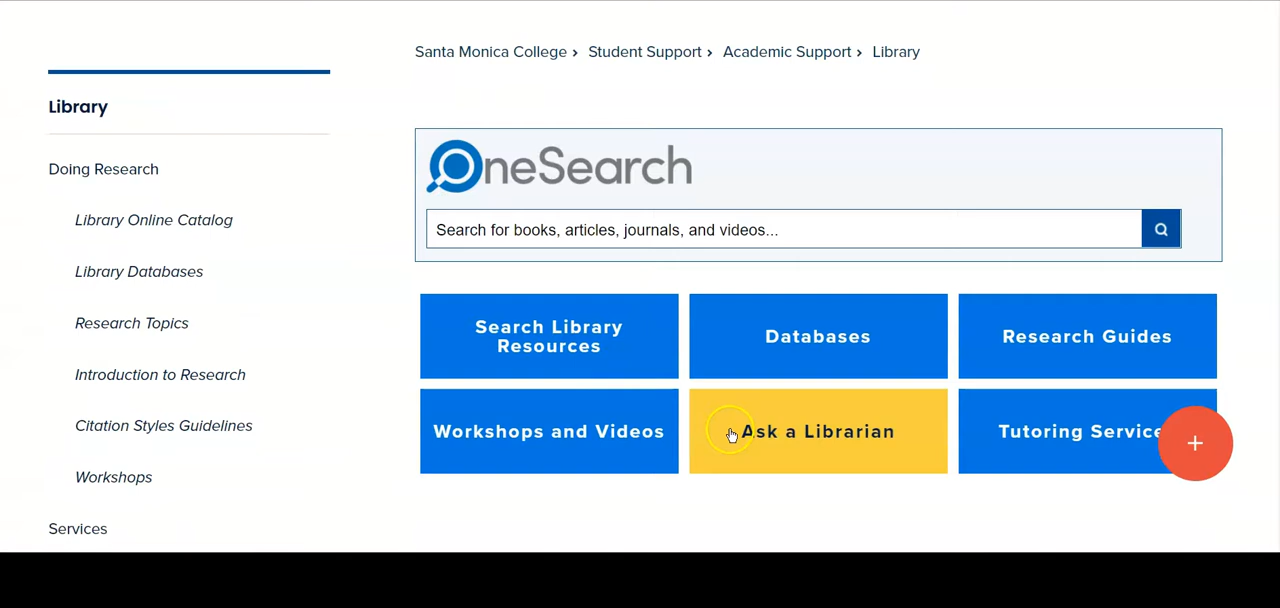 Santa Monica College › Student Support › Academic Support › Library
Library
Doing Research
Library Online Catalog
Library Databases
Research Topics
Introduction to Research
Citation Styles Guidelines
Workshops
Services
OneSearch
Search for books, articles, journals, and videos...
Search Library
Resources
Databases
Research Guides
Workshops and Videos
Ask a Librarian
Tutoring Service
+